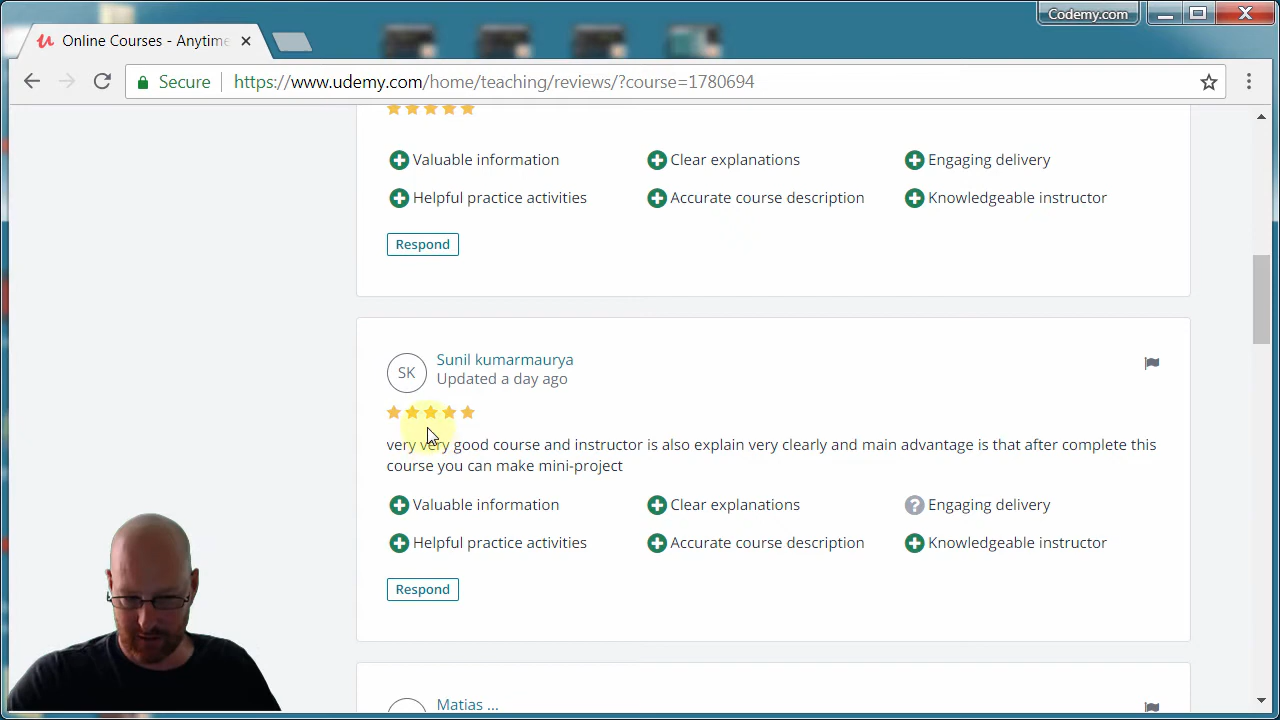 Codemy.com
Online Courses - Anytime
Secure https://www.udemy.com/home/teaching/reviews/?course=1780694
Valuable information Clear explanations Engaging delivery
Helpful practice activities Accurate course description Knowledgeable instructor
Respond
SK Sunil kumarmaurya
Updated a day ago
very very good course and instructor is also explain very clearly and main advantage is that after complete this
course you can make mini-project
Valuable information Clear explanations Engaging delivery
Helpful practice activities Accurate course description Knowledgeable instructor
Respond
Matias ...